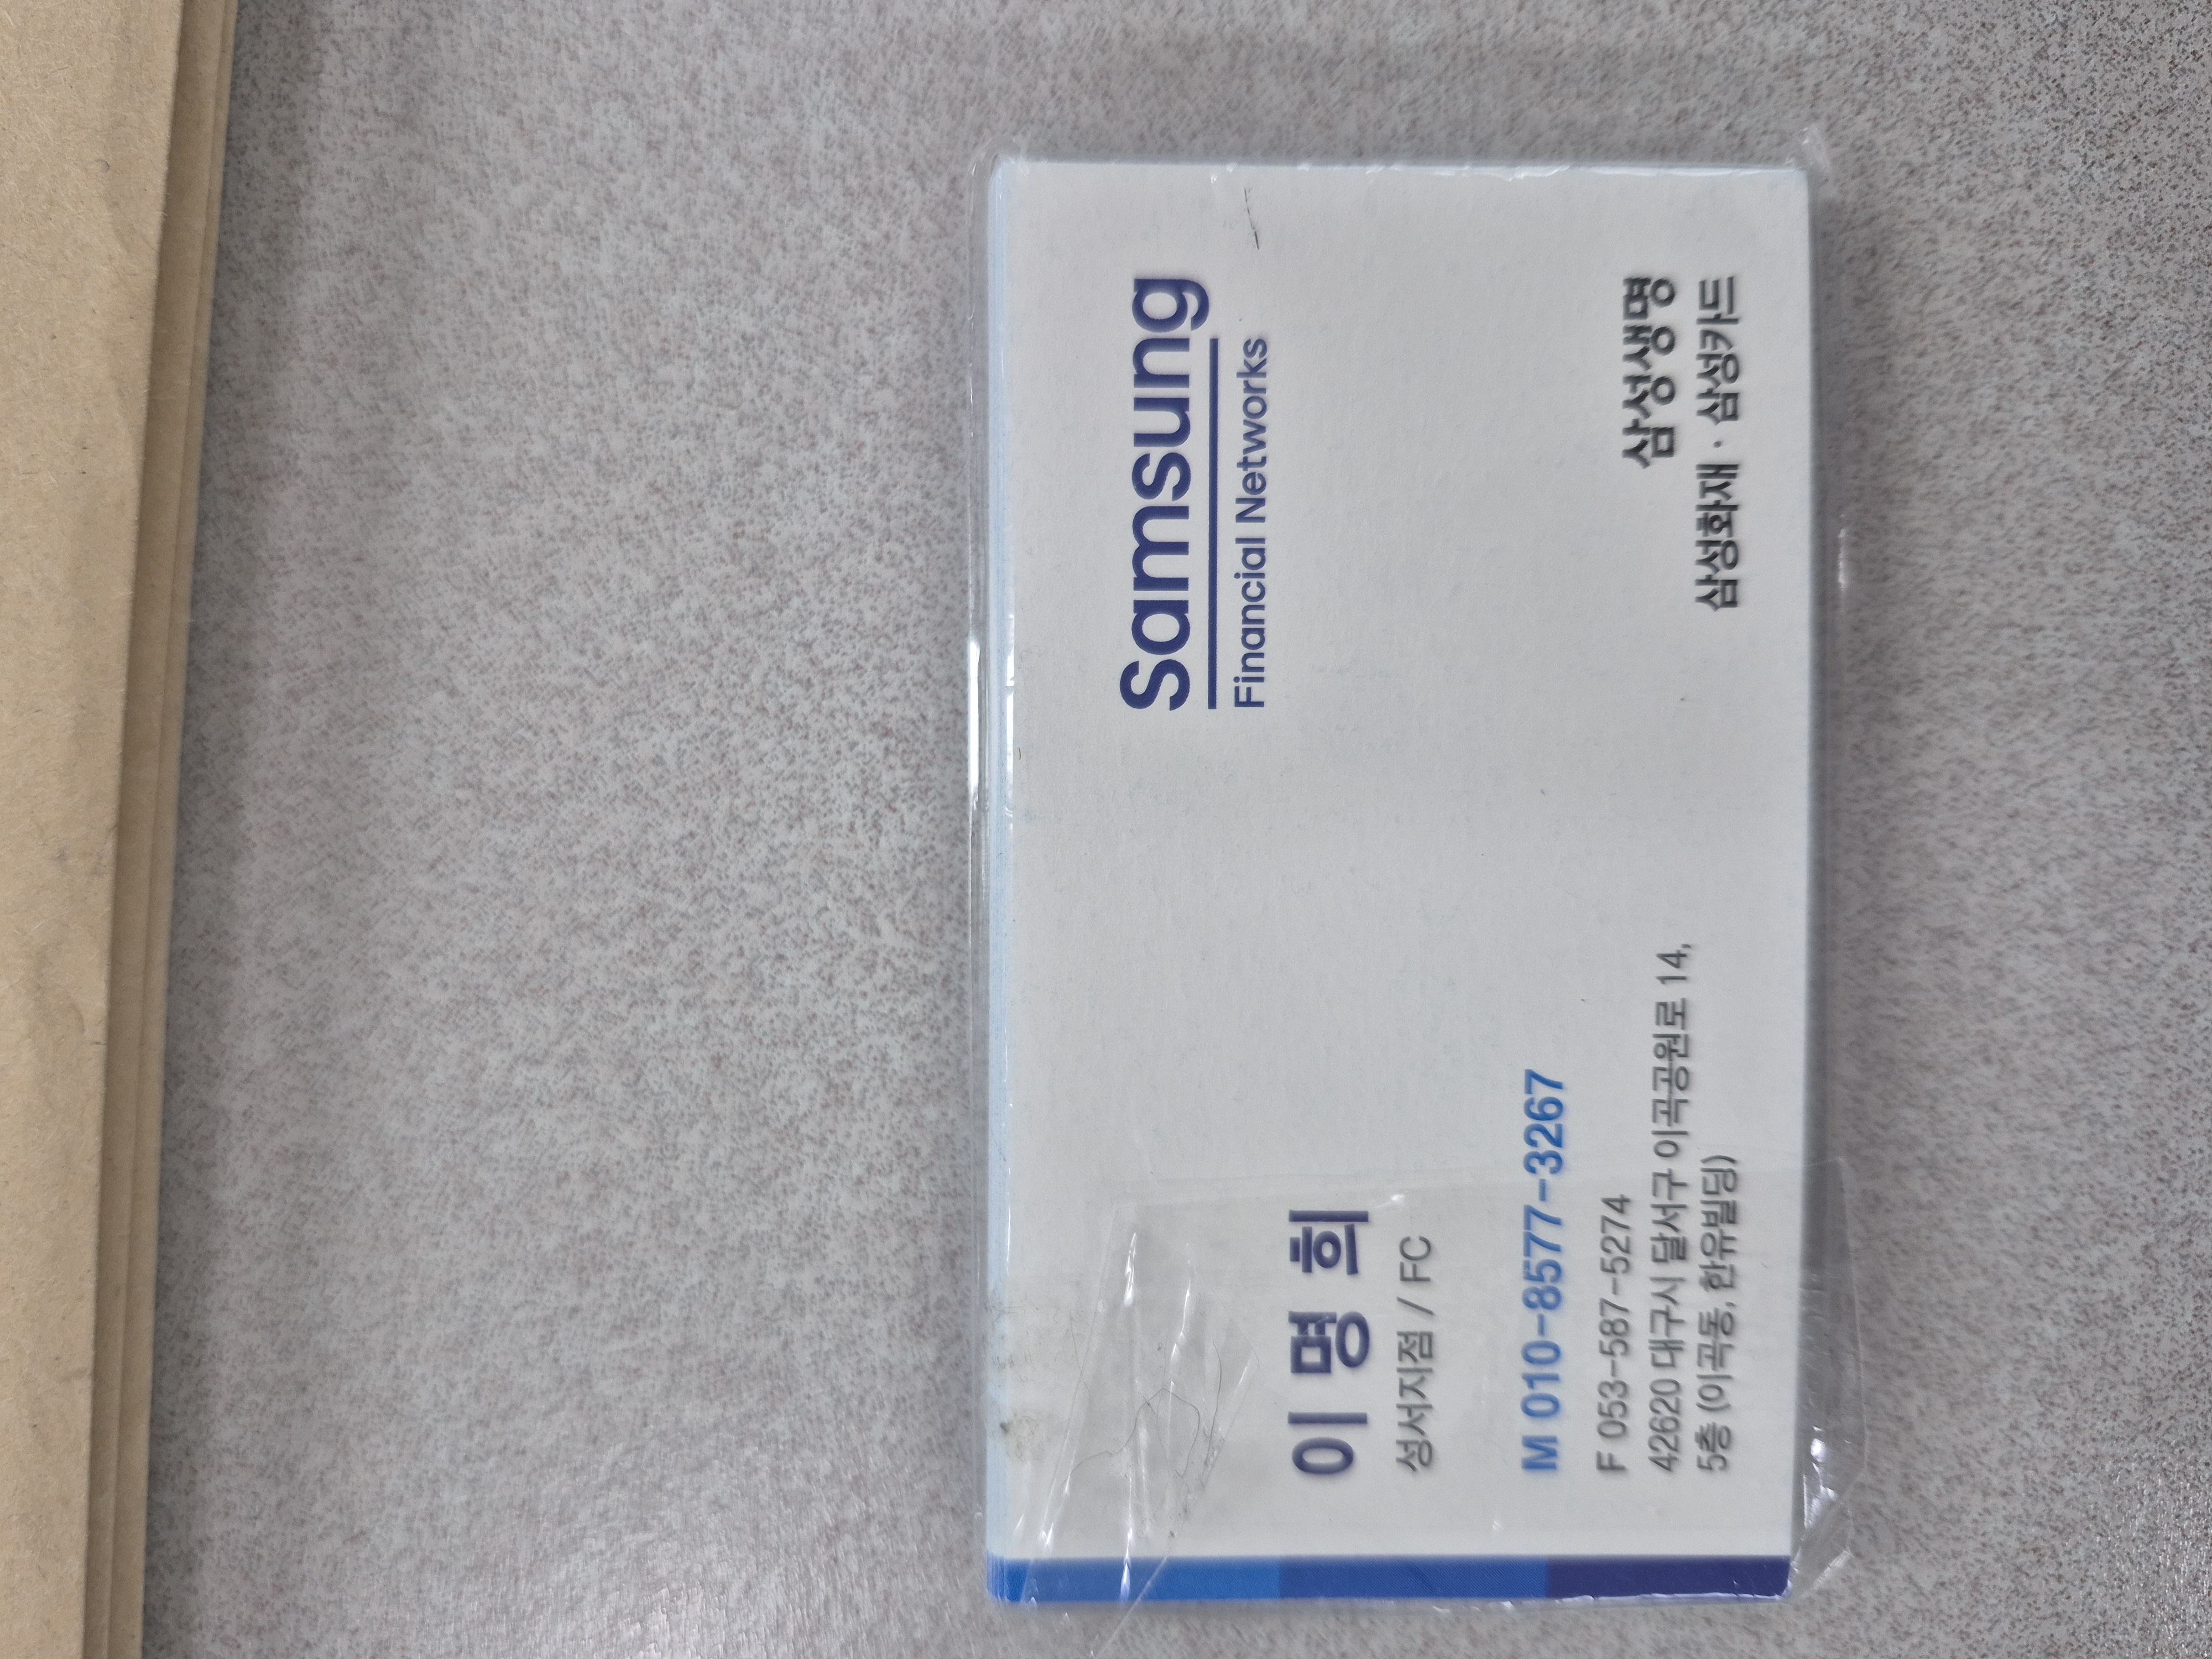 Samsung
Financial Networks
이명희
성서지점 / FC
M 010-8577-3267
F 053-587-5274
42620 대구시 달서구 이곡공원로 14,
5층 (이곡동, 한유빌딩)
삼성생명
삼성화재 · 삼성카드